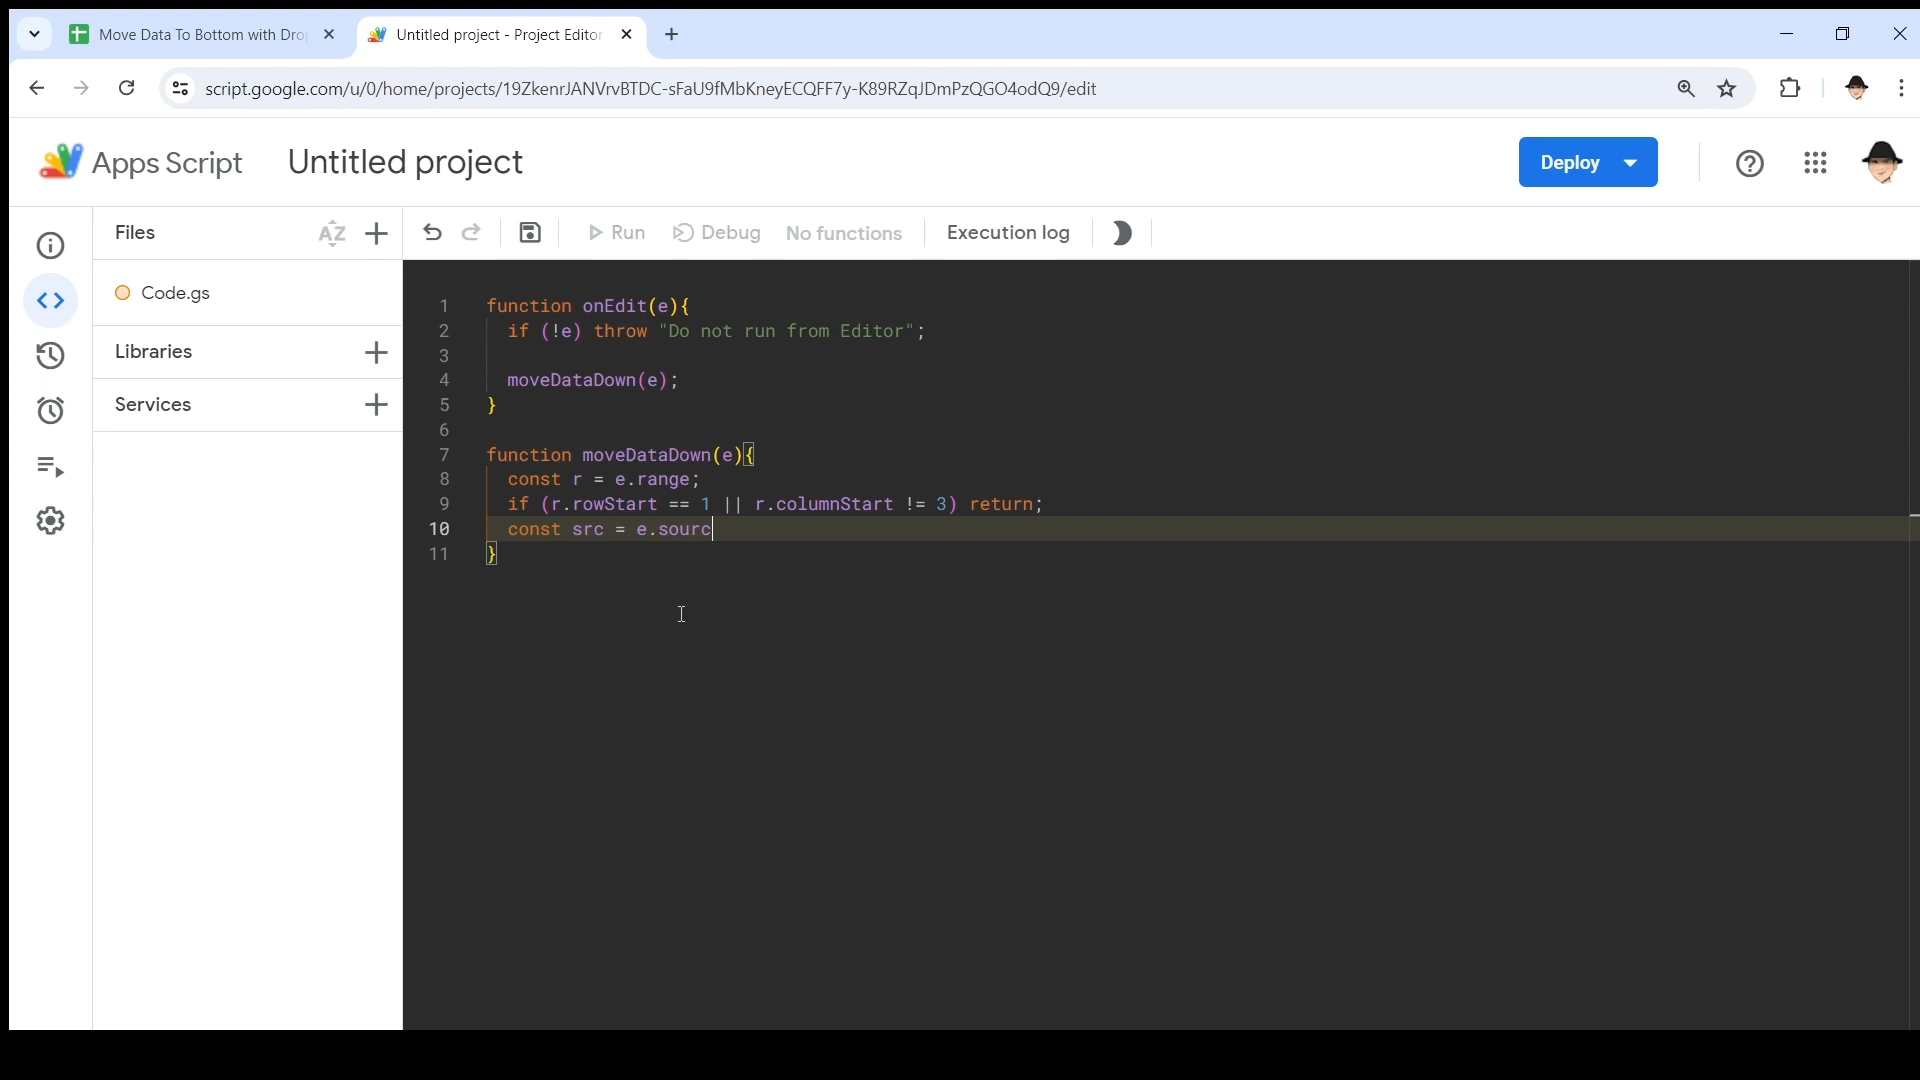 Move Data To Bottom with Dro
Untitled project - Project Editor
script.google.com/u/0/home/projects/19ZkenrJANVrvBTDC-sFaU9fMbKneyECQFF7y-K89RZqJDmPzQGO4odQ9/edit
Apps Script
Untitled project
Deploy
Files
AZ
Run
Debug
No functions
Execution log
Code.gs
Libraries
Services
1 function onEdit(e){
2 if (!e) throw "Do not run from Editor";
3
4 moveDataDown(e);
5 }
6
7 function moveDataDown(e){
8 const r = e.range;
9 if (r.rowStart == 1 || r.columnStart != 3) return;
10 const src = e.sourc
11 }